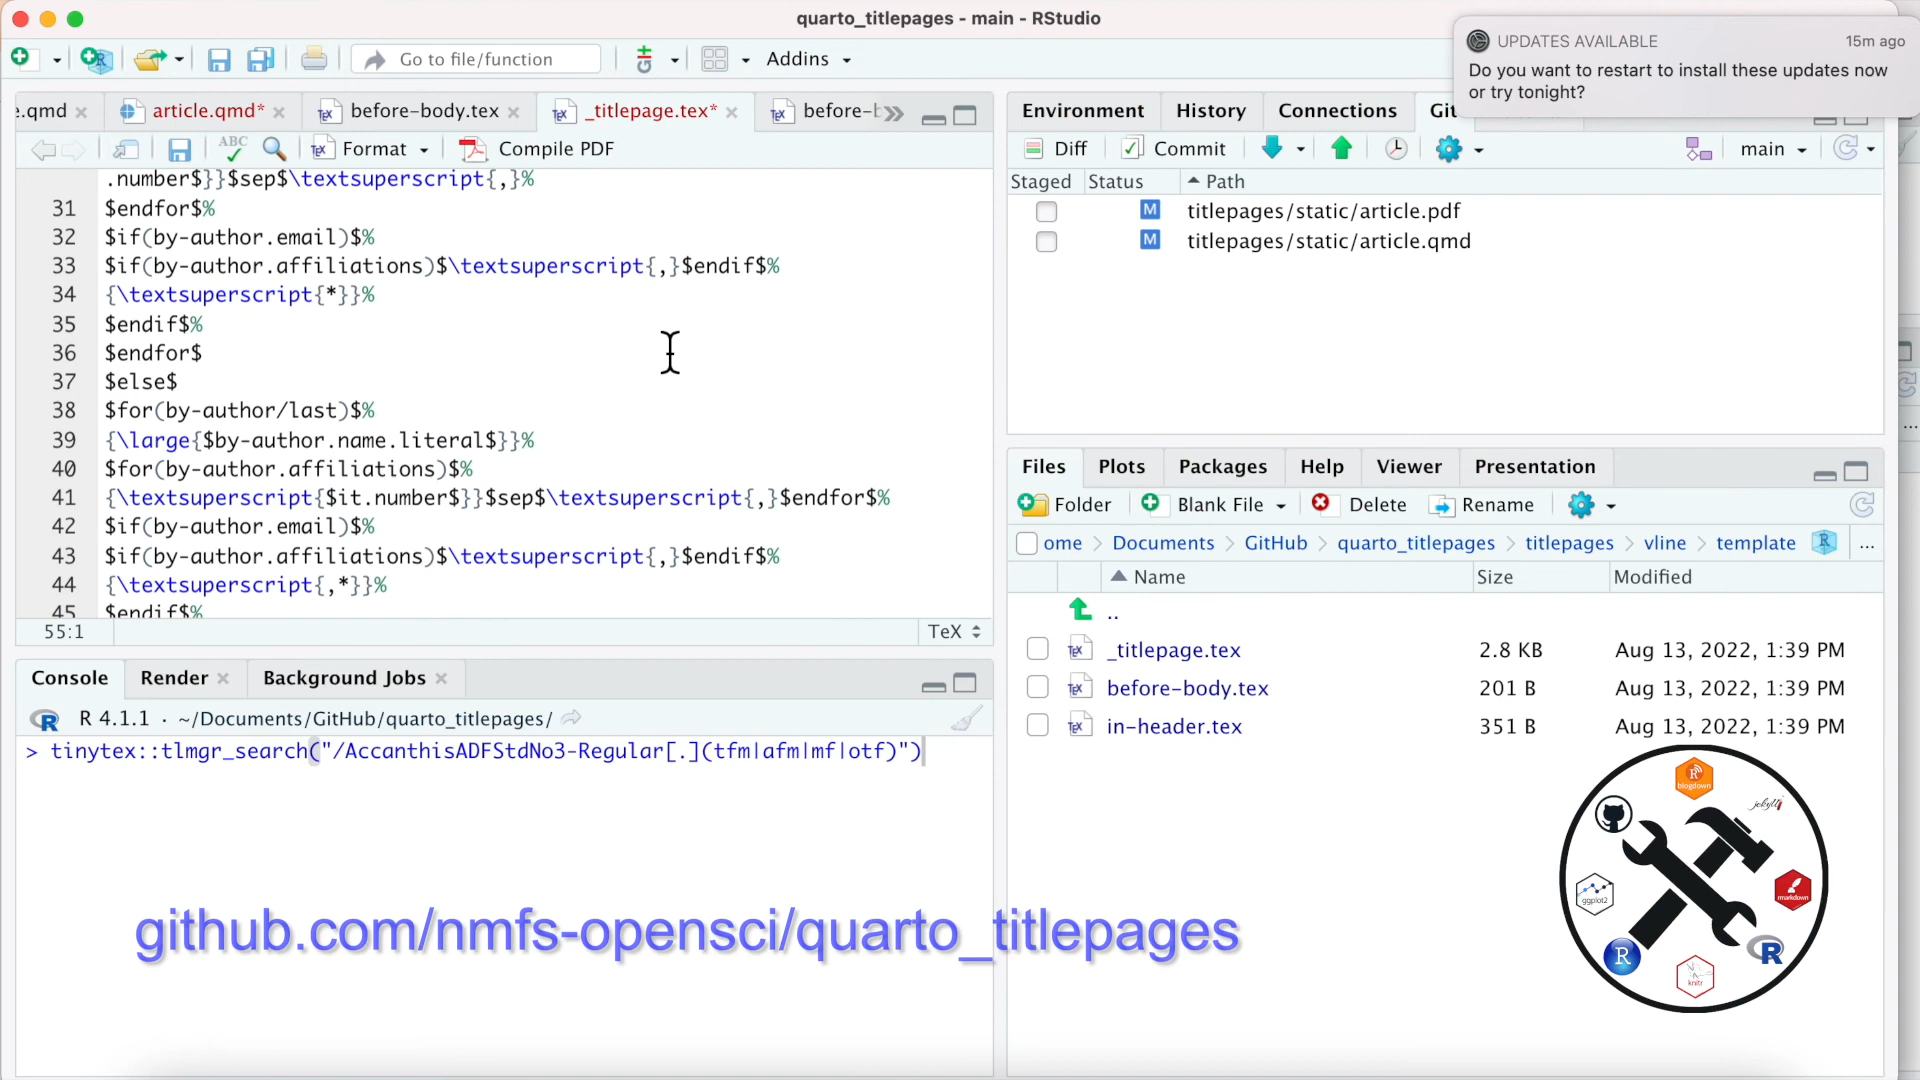 quarto_titlepages - main - RStudio
UPDATES AVAILABLE 15m ago
Do you want to restart to install these updates now
or try tonight?
Go to file/function Addins
e.qmd article.qmd* before-body.tex _titlepage.tex* before-b
ABC Format Compile PDF
.number$}}$sep$\textsuperscript{,}%
31 $endfor$%
32 $if(by-author.email)$%
33 $if(by-author.affiliations)$\textsuperscript{,}$endif$%
34 {\textsuperscript{*}}%
35 $endif$%
36 $endfor$
37 $else$
38 $for(by-author/last)$%
39 {\large{$by-author.name.literal$}}%
40 $for(by-author.affiliations)$%
41 {\textsuperscript{$it.number$}}$sep$\textsuperscript{,}$endfor$%
42 $if(by-author.email)$%
43 $if(by-author.affiliations)$\textsuperscript{,}$endif$%
44 {\textsuperscript{,*}}%
45 $endif$%
55:1 TeX
Environment History Connections Git
Diff Commit main
Staged Status Path
M titlepages/static/article.pdf
M titlepages/static/article.qmd
Files Plots Packages Help Viewer Presentation
Folder Blank File Delete Rename
ome > Documents > GitHub > quarto_titlepages > titlepages > vline > template ...
Name Size Modified
..
_titlepage.tex 2.8 KB Aug 13, 2022, 1:39 PM
before-body.tex 201 B Aug 13, 2022, 1:39 PM
in-header.tex 351 B Aug 13, 2022, 1:39 PM
Console Render Background Jobs
R 4.1.1 · ~/Documents/GitHub/quarto_titlepages/
> tinytex::tlmgr_search("/AccanthisADFStdNo3-Regular[.](tfm|afm|mf|otf)")
github.com/nmfs-opensci/quarto_titlepages
blogdown
jekyll
ggplot2
rmarkdown
R
R
knitr